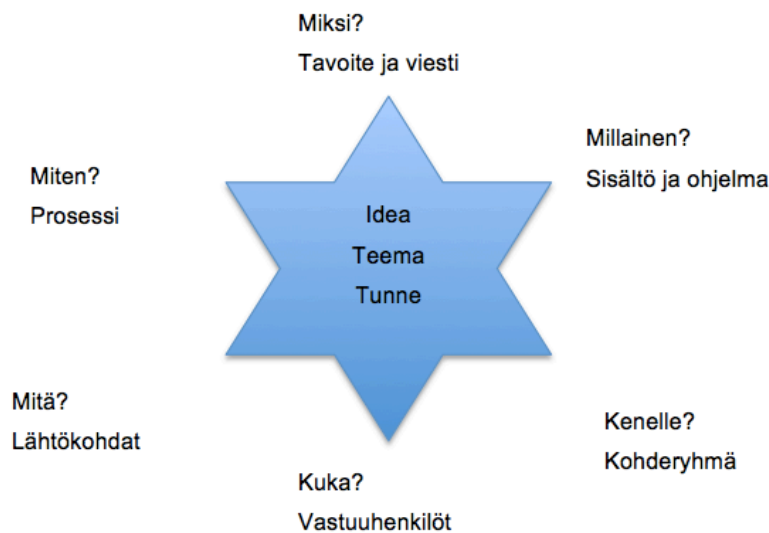 Miksi?
Tavoite ja viesti
Millainen?
Sisältö ja ohjelma
Miten?
Prosessi
Idea
Teema
Tunne
Mitä?
Lähtökohdat
Kenelle?
Kohderyhmä
Kuka?
Vastuuhenkilöt